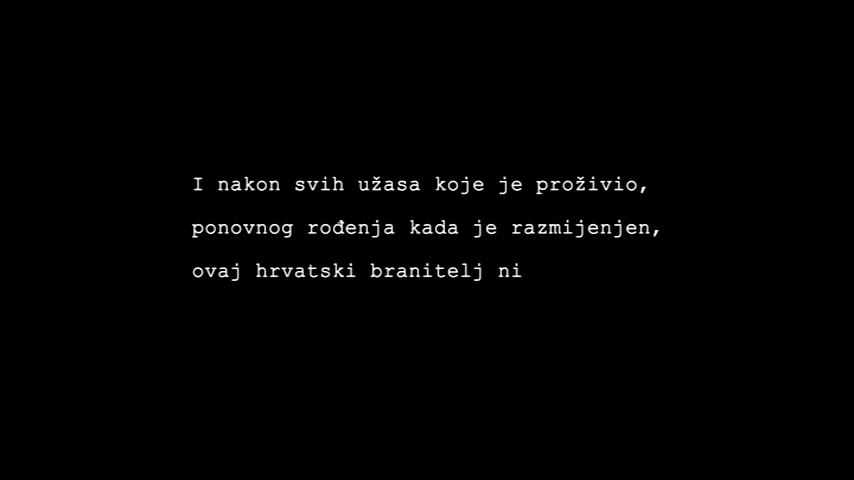 I nakon svih užasa koje je proživio,
ponovnog rođenja kada je razmijenjen,
ovaj hrvatski branitelj ni